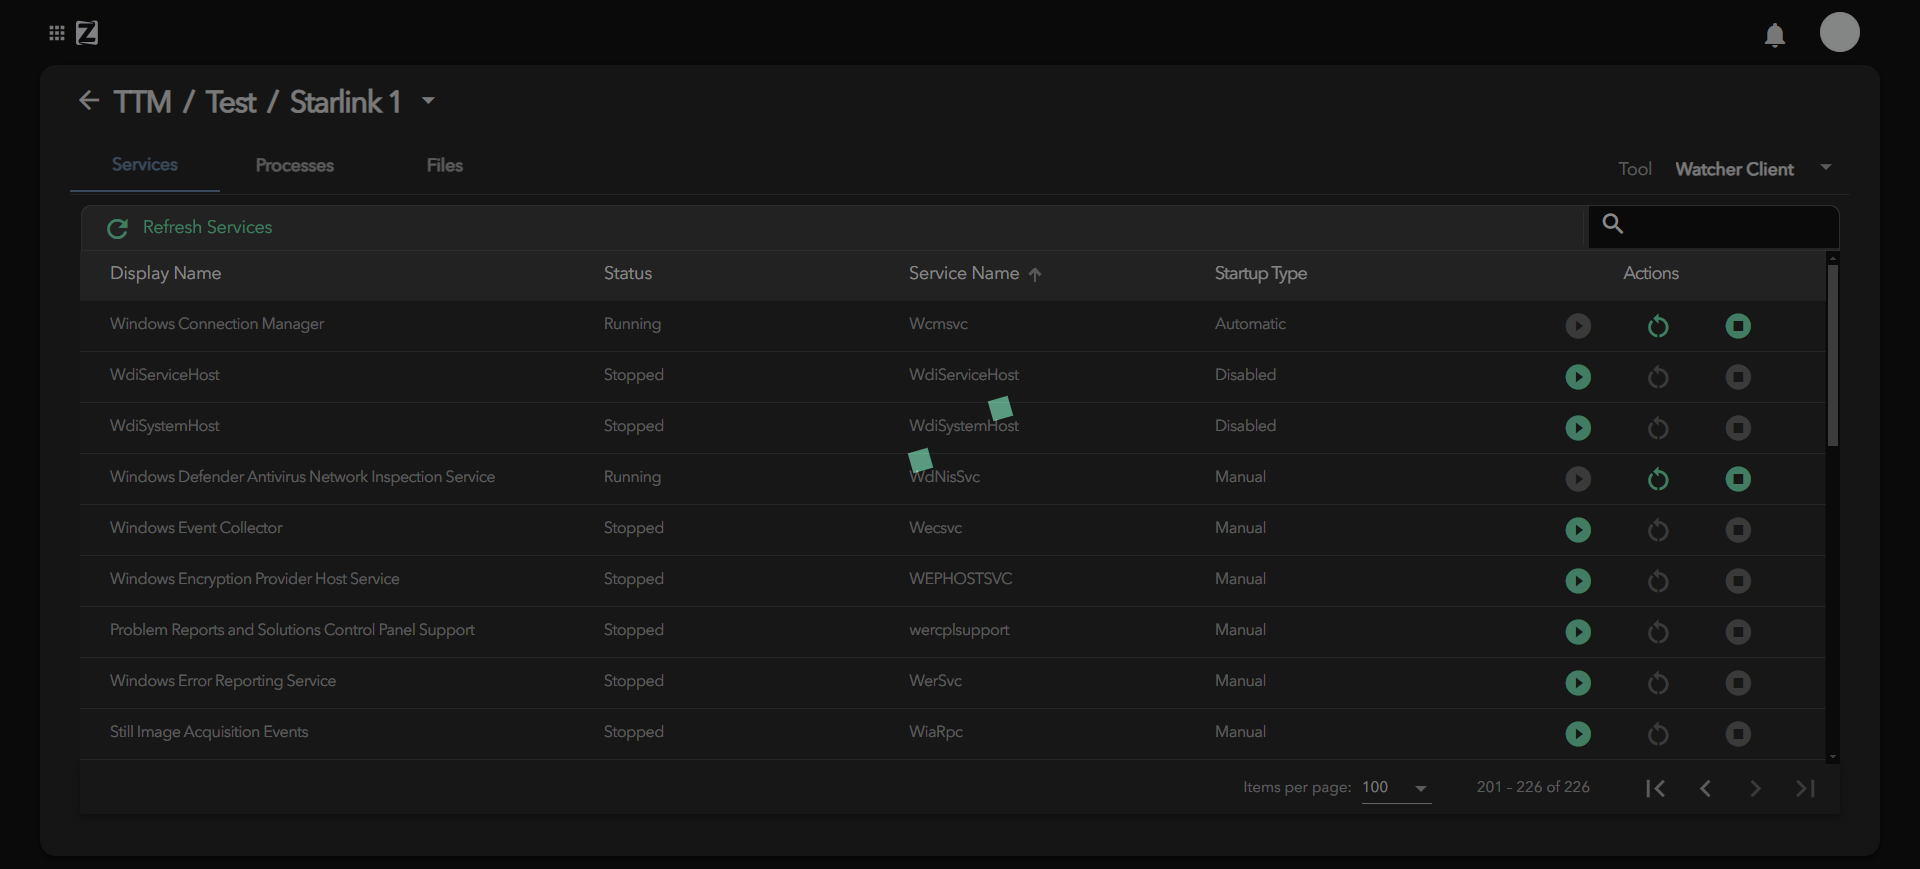 Z
TTM / Test / Starlink 1
Services Processes Files Tool Watcher Client
Refresh Services
Display Name Status Service Name Startup Type Actions
Windows Connection Manager Running Wcmsvc Automatic
WdiServiceHost Stopped WdiServiceHost Disabled
WdiSystemHost Stopped WdiSystemHost Disabled
Windows Defender Antivirus Network Inspection Service Running WdNisSvc Manual
Windows Event Collector Stopped Wecsvc Manual
Windows Encryption Provider Host Service Stopped WEPHOSTSVC Manual
Problem Reports and Solutions Control Panel Support Stopped wercplsupport Manual
Windows Error Reporting Service Stopped WerSvc Manual
Still Image Acquisition Events Stopped WiaRpc Manual
Items per page: 100 201 - 226 of 226